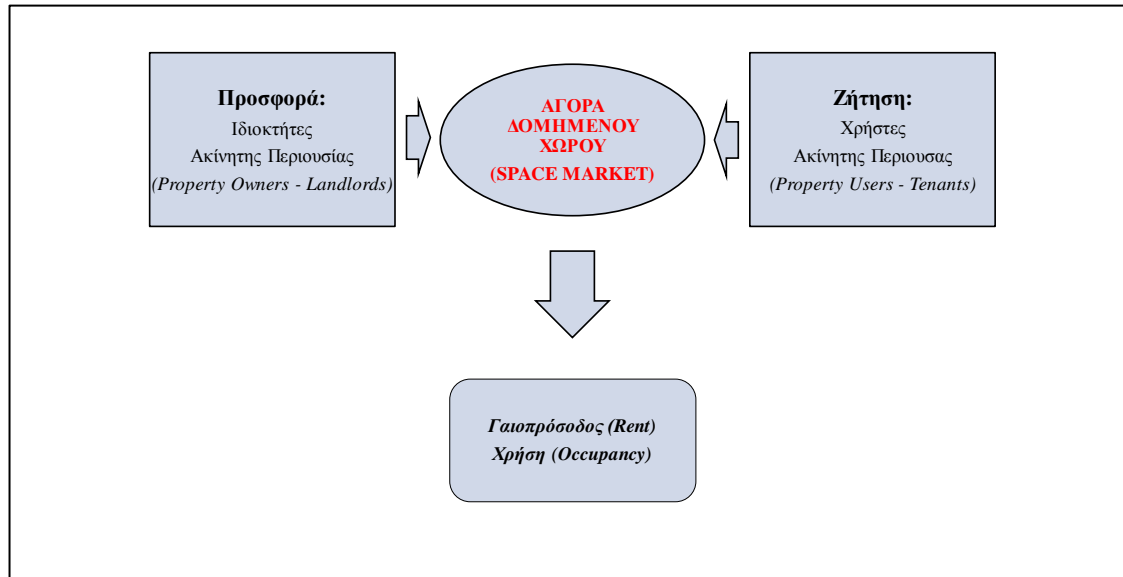 Προσφορά:
Ιδιοκτήτες
Ακίνητης Περιουσίας
(Property Owners - Landlords)
ΑΓΟΡΑ
ΔΟΜΗΜΕΝΟΥ
ΧΩΡΟΥ
(SPACE MARKET)
Ζήτηση:
Χρήστες
Ακίνητης Περιουσας
(Property Users - Tenants)
Γαιοπρόσοδος (Rent)
Χρήση (Occupancy)